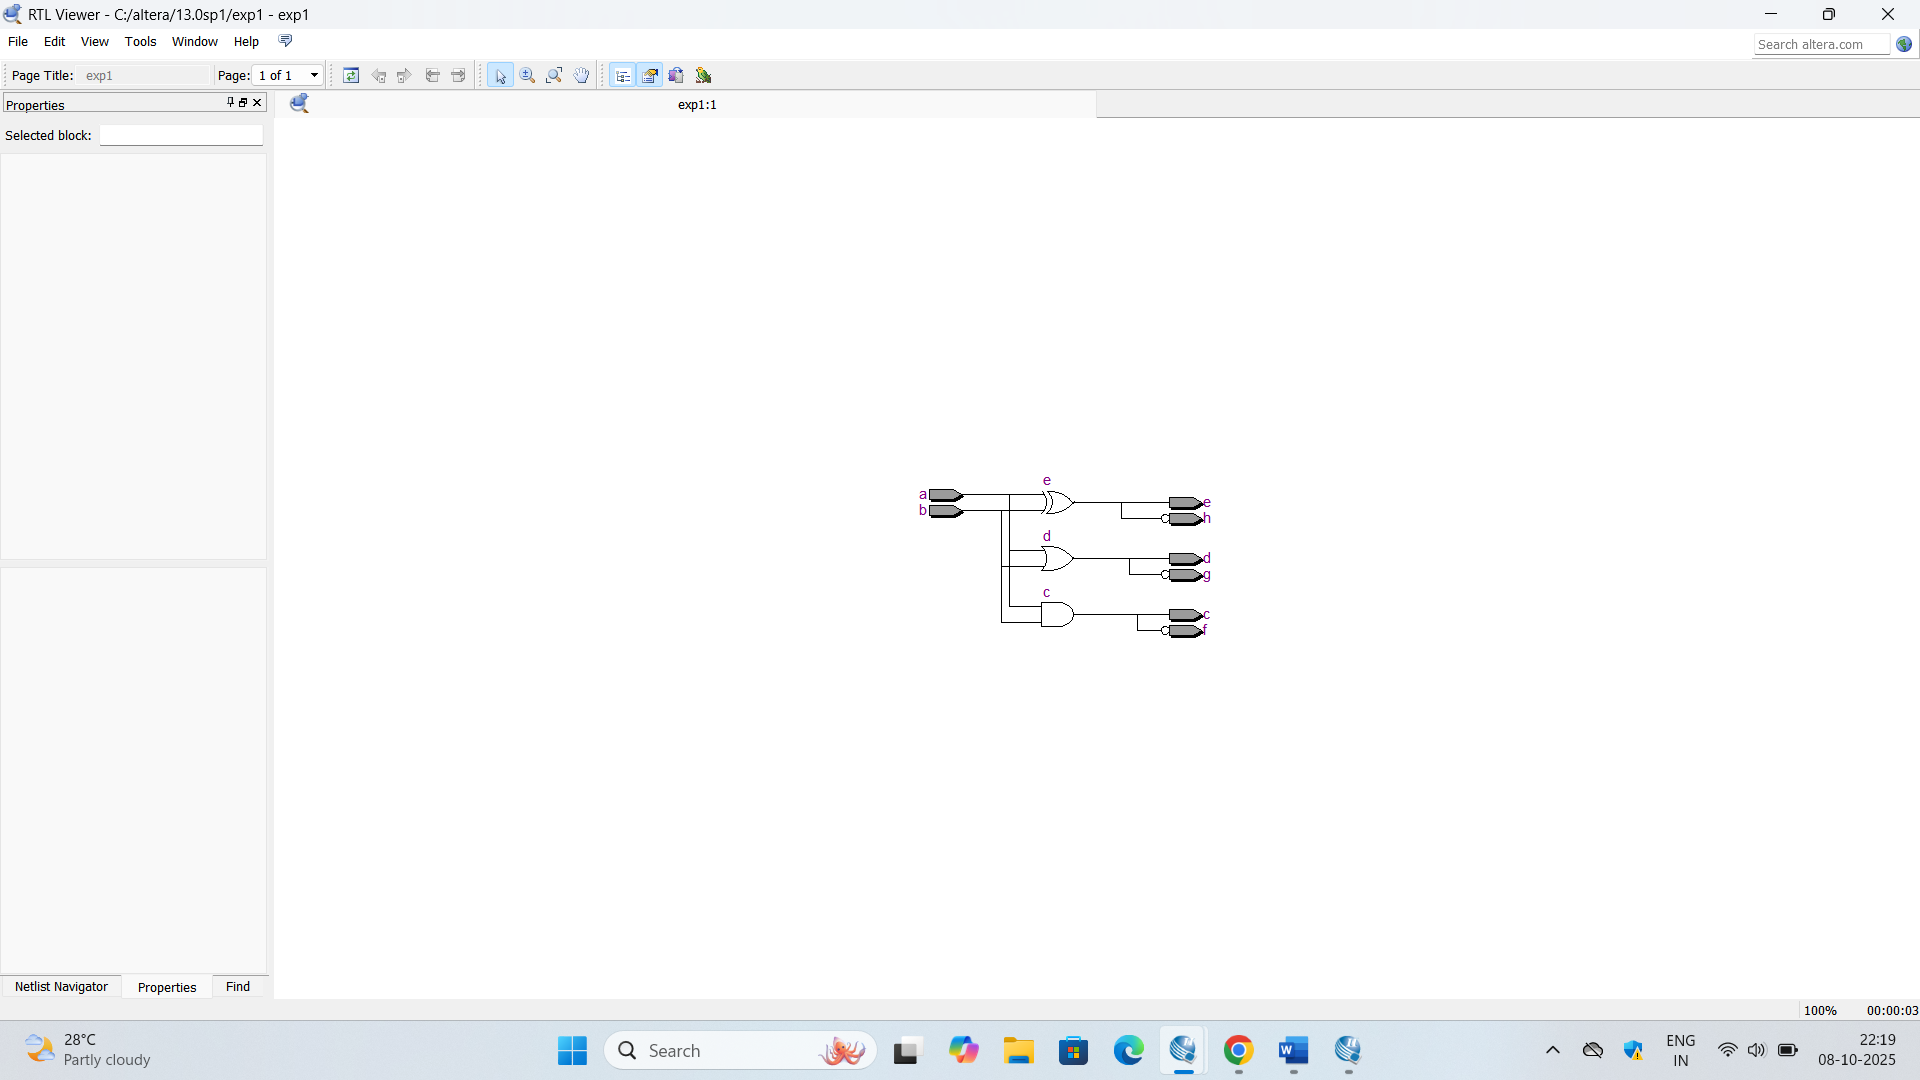 RTL Viewer - C:/altera/13.0sp1/exp1 - exp1
File Edit View Tools Window Help
Search altera.com
Page Title: exp1 Page: 1 of 1
Properties
exp1:1
Selected block:
e
a
b
e
h
d
d
g
c
c
f
Netlist Navigator Properties Find
100% 00:00:03
28°C
Partly cloudy
Search
ENG
IN
22:19
08-10-2025